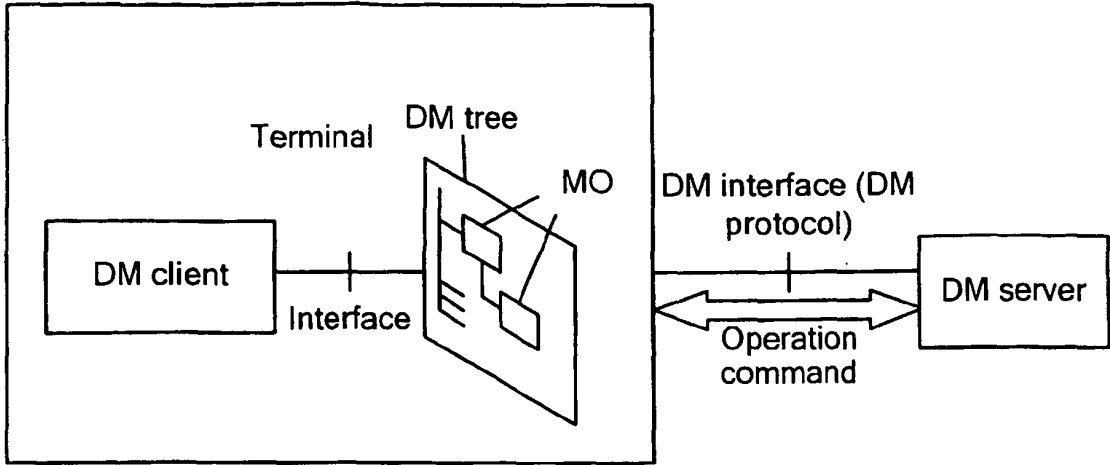 Terminal
DM tree
MO
DM client
Interface
DM interface (DM
protocol)
DM server
Operation
command